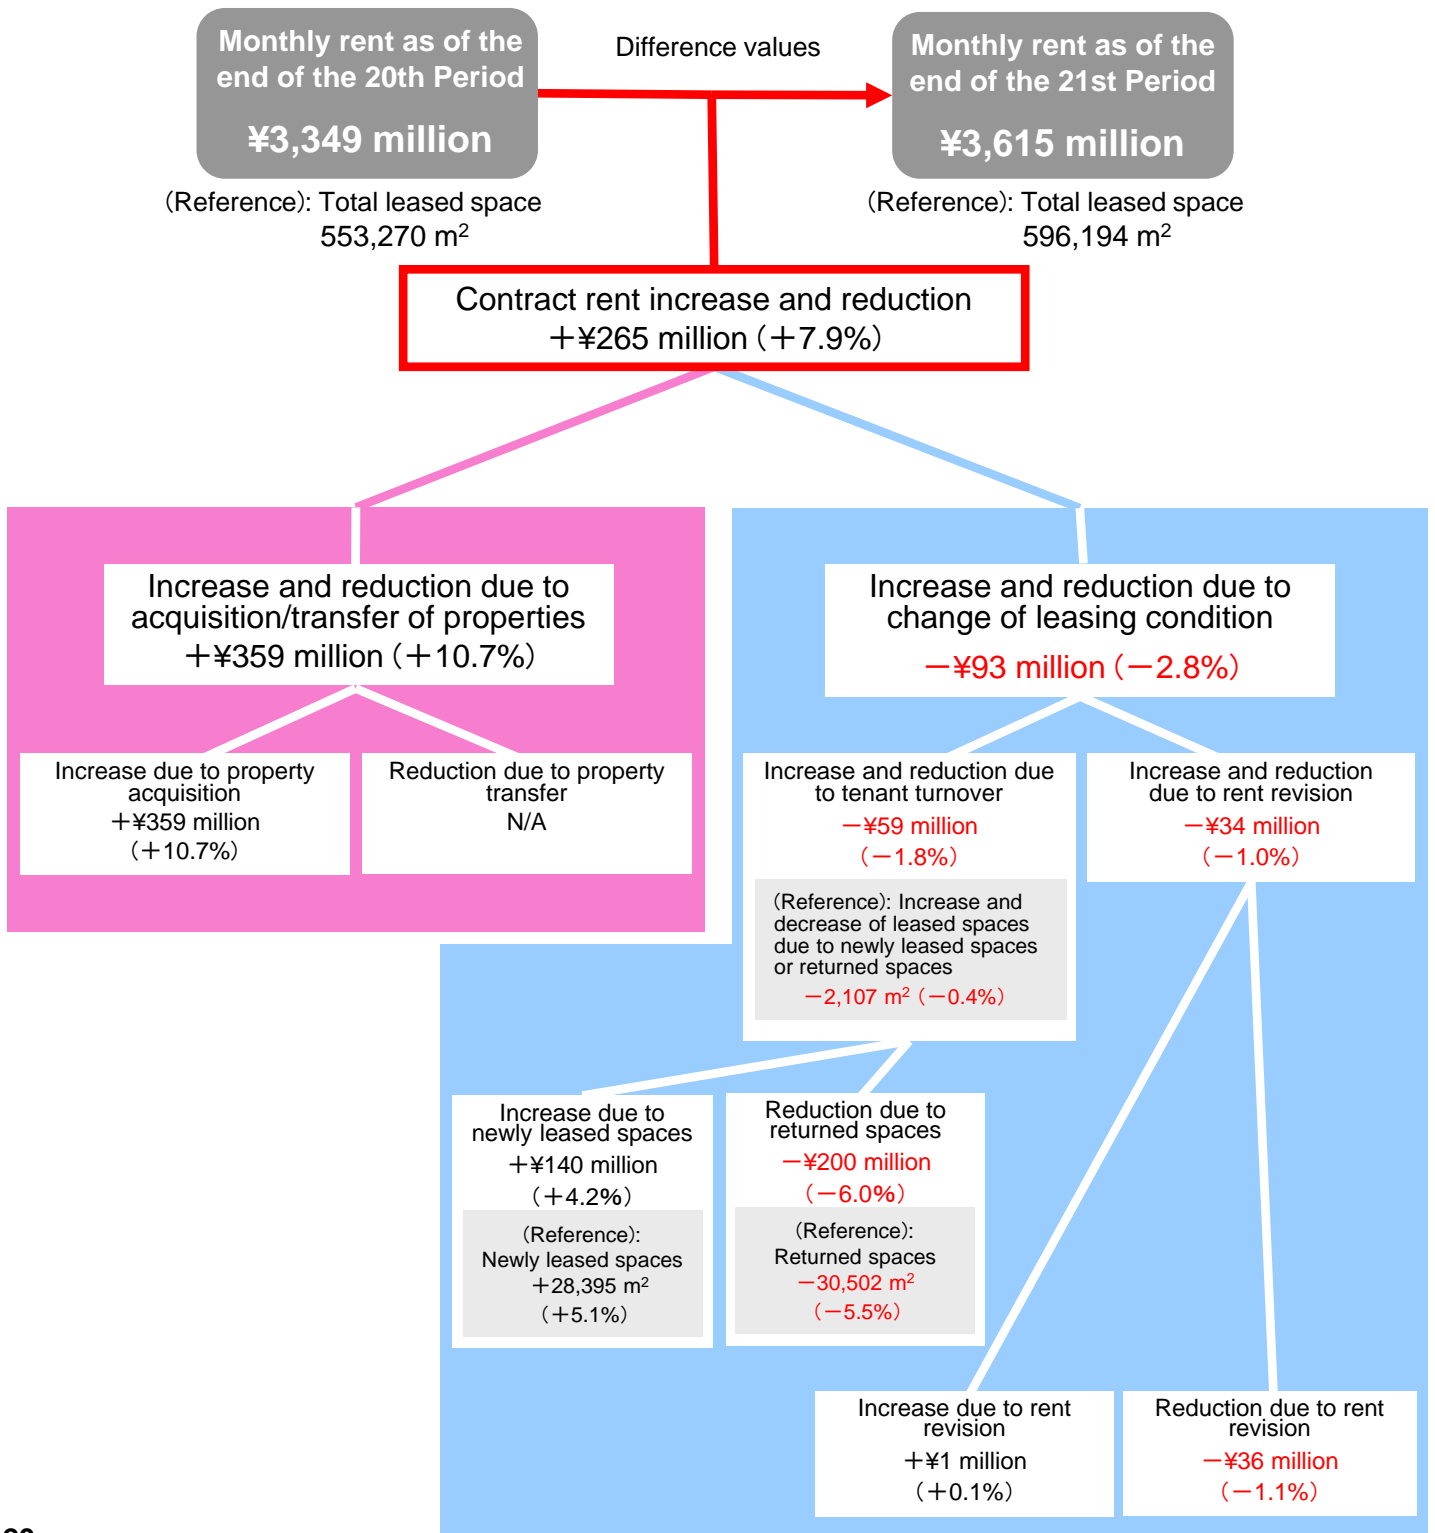 Monthly rent as of the
end of the 20th Period
¥3,349 million
Difference values
Monthly rent as of the
end of the 21st Period
¥3,615 million
(Reference): Total leased space
553,270 m²
(Reference): Total leased space
596,194 m²
Contract rent increase and reduction
＋¥265 million (＋7.9%)
Increase and reduction due to
acquisition/transfer of properties
＋¥359 million (＋10.7%)
Increase and reduction due to
change of leasing condition
－¥93 million (－2.8%)
Increase due to property
acquisition
＋¥359 million
(＋10.7%)
Reduction due to property
transfer
N/A
Increase and reduction due
to tenant turnover
－¥59 million
(－1.8%)
(Reference): Increase and
decrease of leased spaces
due to newly leased spaces
or returned spaces
－2,107 m² (－0.4%)
Increase and reduction
due to rent revision
－¥34 million
(－1.0%)
Increase due to
newly leased spaces
＋¥140 million
(＋4.2%)
(Reference):
Newly leased spaces
＋28,395 m²
(＋5.1%)
Reduction due to
returned spaces
－¥200 million
(－6.0%)
(Reference):
Returned spaces
－30,502 m²
(－5.5%)
Increase due to rent
revision
＋¥1 million
(＋0.1%)
Reduction due to rent
revision
－¥36 million
(－1.1%)